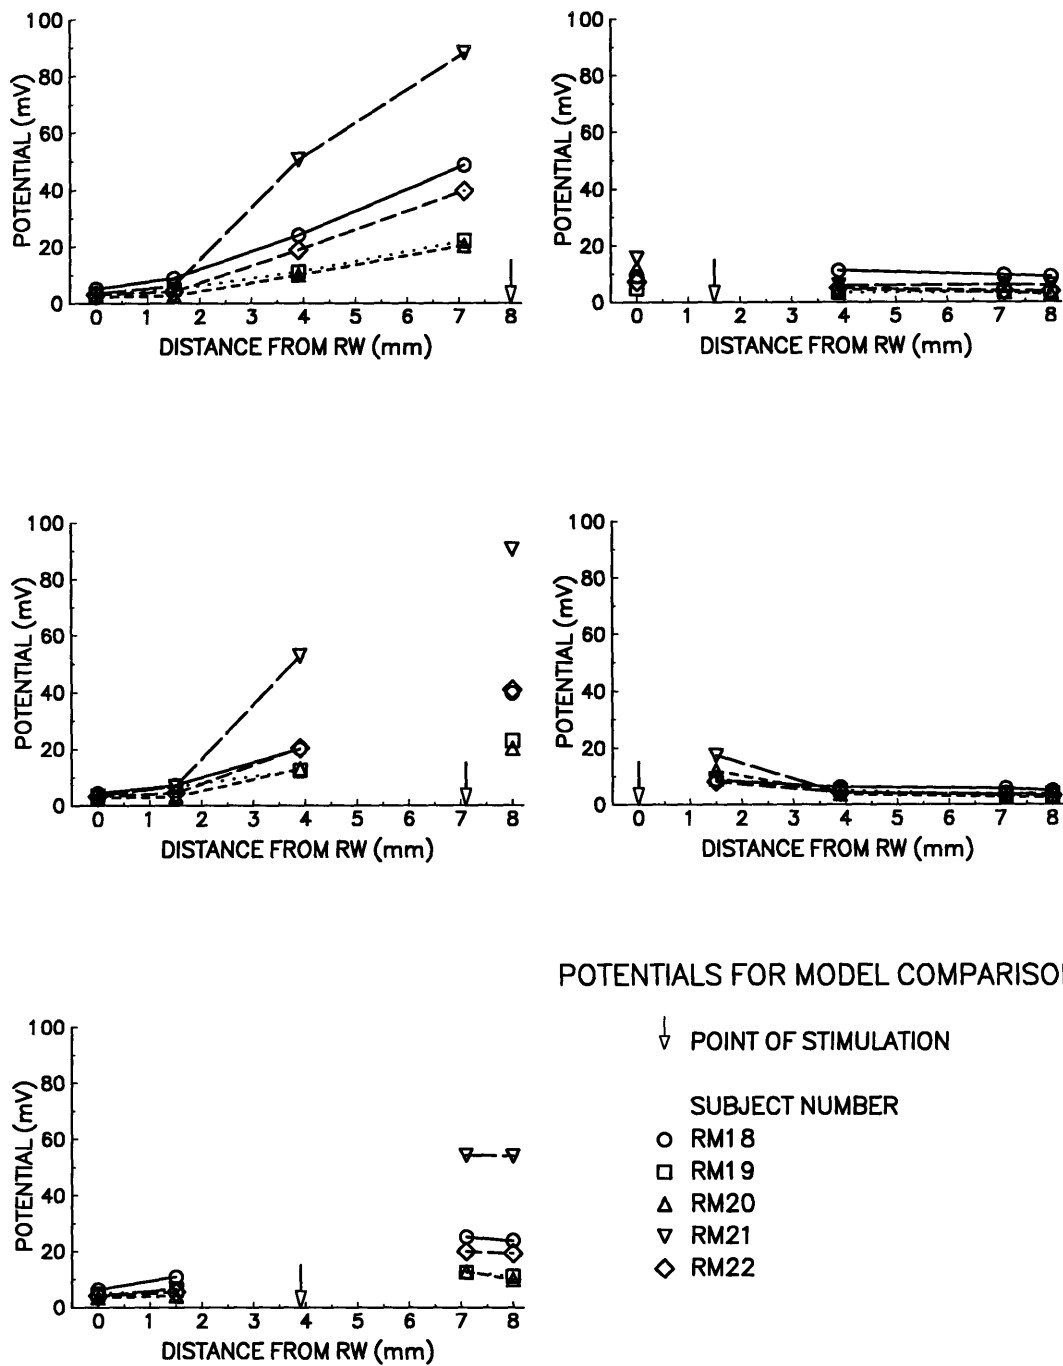 100
80
60
40
20
0
POTENTIAL (mV)
0 1 2 3 4 5 6 7 8
DISTANCE FROM RW (mm)
100
80
60
40
20
0
POTENTIAL (mV)
0 1 2 3 4 5 6 7 8
DISTANCE FROM RW (mm)
100
80
60
40
20
0
POTENTIAL (mV)
0 1 2 3 4 5 6 7 8
DISTANCE FROM RW (mm)
100
80
60
40
20
0
POTENTIAL (mV)
0 1 2 3 4 5 6 7 8
DISTANCE FROM RW (mm)
100
80
60
40
20
0
POTENTIAL (mV)
0 1 2 3 4 5 6 7 8
DISTANCE FROM RW (mm)
POTENTIALS FOR MODEL COMPARISO
POINT OF STIMULATION
SUBJECT NUMBER
RM18
RM19
RM20
RM21
RM22